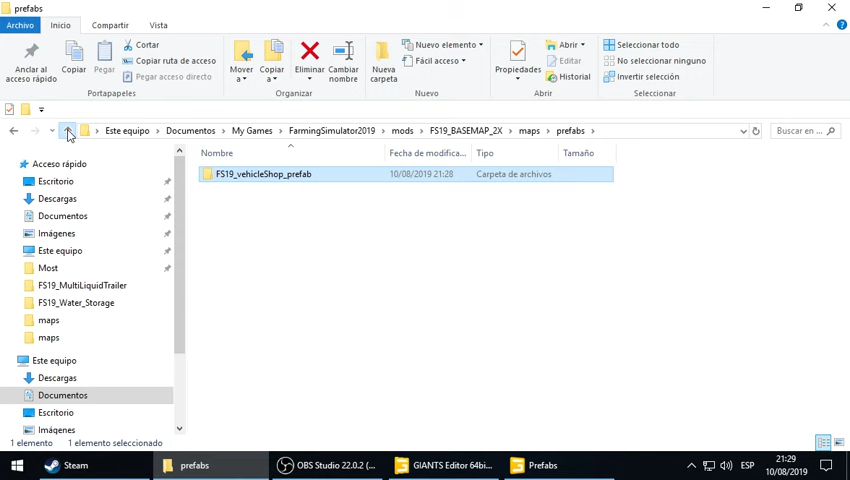 prefabs
Archivo Inicio Compartir Vista
Anclar al acceso rápido
Copiar
Pegar
Cortar
Copiar ruta de acceso
Pegar acceso directo
Portapapeles
Mover a
Copiar a
Eliminar
Cambiar nombre
Organizar
Nueva carpeta
Nuevo elemento
Fácil acceso
Nuevo
Propiedades
Abrir
Editar
Historial
Abrir
Seleccionar todo
No seleccionar ninguno
Invertir selección
Seleccionar
Este equipo > Documentos > My Games > FarmingSimulator2019 > mods > FS19_BASEMAP_2X > maps > prefabs >
Buscar en ...
Nombre Fecha de modifica... Tipo Tamaño
FS19_vehicleShop_prefab 10/08/2019 21:28 Carpeta de archivos
Acceso rápido
Escritorio
Descargas
Documentos
Imágenes
Este equipo
Most
FS19_MultiLiquidTrailer
FS19_Water_Storage
maps
maps
Este equipo
Descargas
Documentos
Escritorio
Imágenes
1 elemento 1 elemento seleccionado
Steam
prefabs
OBS Studio 22.0.2 (...
GIANTS Editor 64bi...
Prefabs
ESP
21:29
10/08/2019